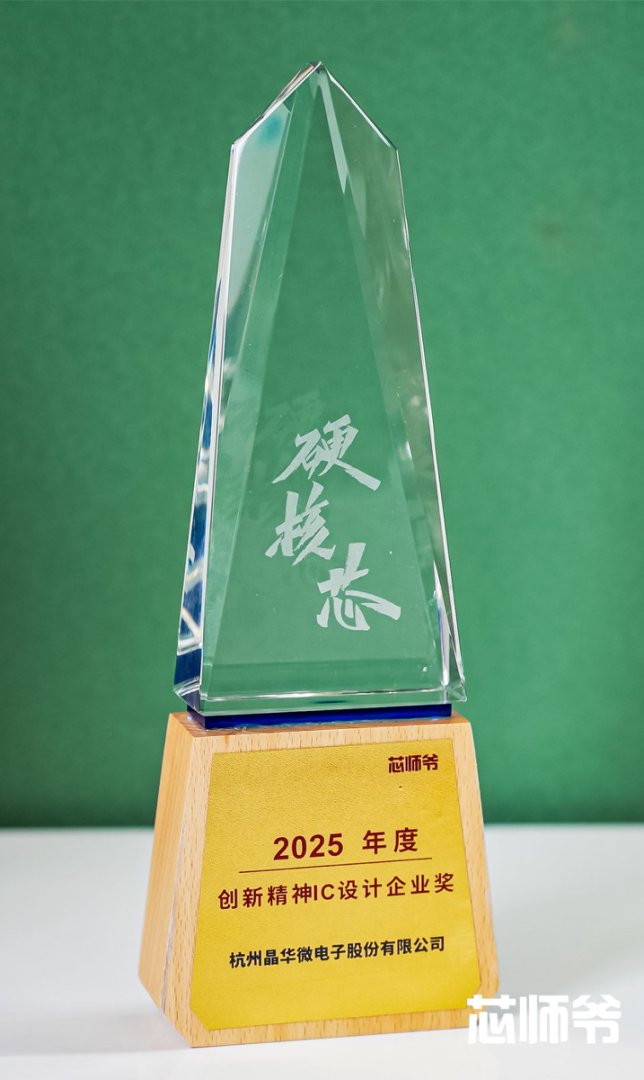 硬
核
芯
芯师爷
2025 年度
创新精神IC设计企业奖
杭州晶华微电子股份有限公司
芯师爷